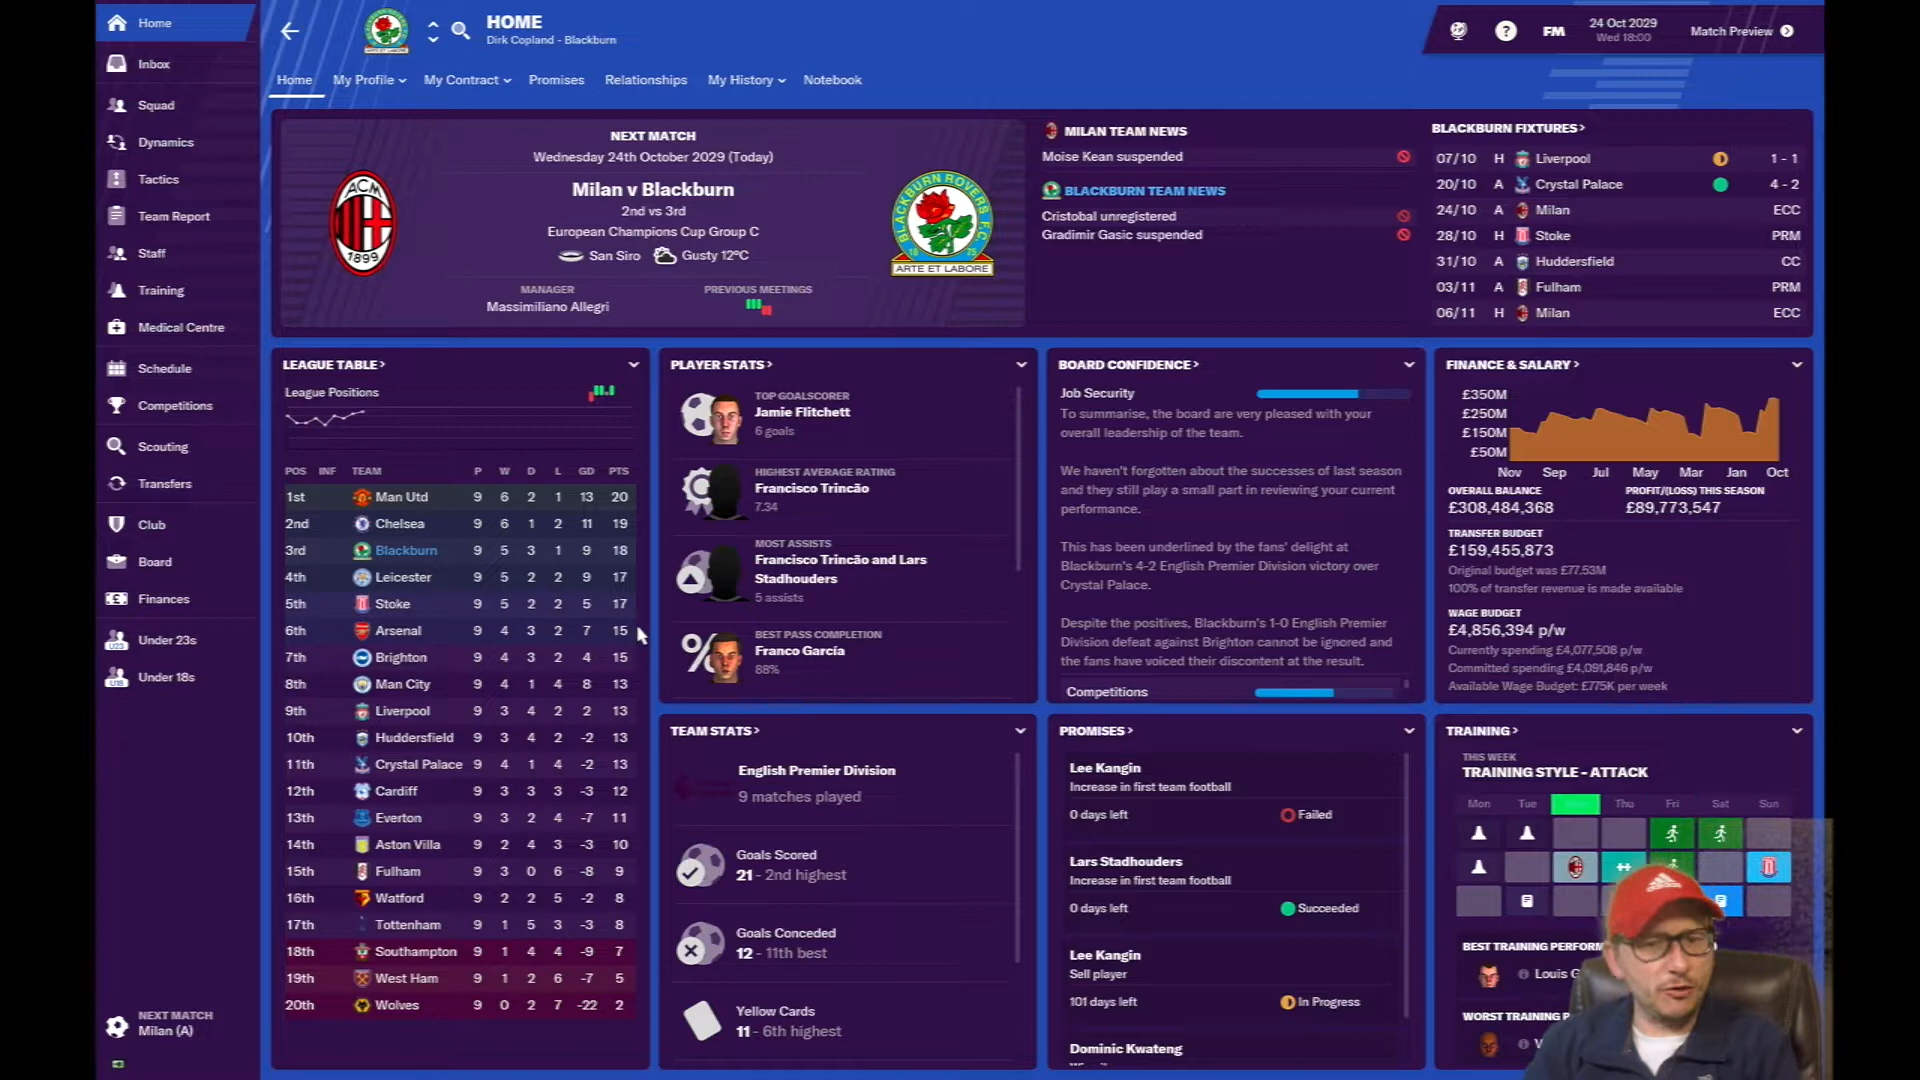 Home
Inbox
Squad
Dynamics
Tactics
Team Report
Staff
Training
Medical Centre
Schedule
Competitions
Scouting
Transfers
Club
Board
Finances
Under 23s
Under 18s
NEXT MATCH
Milan (A)
HOME
Dirk Copland - Blackburn
FM
24 Oct 2029
Wed 18:00
Match Preview
Home My Profile My Contract Promises Relationships My History Notebook
NEXT MATCH
Wednesday 24th October 2029 (Today)
Milan v Blackburn
2nd vs 3rd
European Champions Cup Group C
San Siro Gusty 12°C
MANAGER
Massimiliano Allegri
PREVIOUS MEETINGS
ACM
1899
BLACKBURN ROVERS F.C.
18 75
ARTE ET LABORE
MILAN TEAM NEWS
Moise Kean suspended
BLACKBURN TEAM NEWS
Cristobal unregistered
Gradimir Gasic suspended
BLACKBURN FIXTURES>
07/10 H Liverpool 1 - 1
20/10 A Crystal Palace 4 - 2
24/10 A Milan ECC
28/10 H Stoke PRM
31/10 A Huddersfield CC
03/11 A Fulham PRM
06/11 H Milan ECC
LEAGUE TABLE>
League Positions
POS INF TEAM P W D L GD PTS
1st Man Utd 9 6 2 1 13 20
2nd Chelsea 9 6 1 2 11 19
3rd Blackburn 9 5 3 1 9 18
4th Leicester 9 5 2 2 9 17
5th Stoke 9 5 2 2 5 17
6th Arsenal 9 4 3 2 7 15
7th Brighton 9 4 3 2 4 15
8th Man City 9 4 1 4 8 13
9th Liverpool 9 3 4 2 2 13
10th Huddersfield 9 3 4 2 -2 13
11th Crystal Palace 9 4 1 4 -2 13
12th Cardiff 9 3 3 3 -3 12
13th Everton 9 3 2 4 -7 11
14th Aston Villa 9 2 4 3 -3 10
15th Fulham 9 3 0 6 -8 9
16th Watford 9 2 2 5 -2 8
17th Tottenham 9 1 5 3 -3 8
18th Southampton 9 1 4 4 -9 7
19th West Ham 9 1 2 6 -7 5
20th Wolves 9 0 2 7 -22 2
PLAYER STATS>
TOP GOALSCORER
Jamie Flitchett
6 goals
HIGHEST AVERAGE RATING
Francisco Trincão
7.34
MOST ASSISTS
Francisco Trincão and Lars
Stadhouders
5 assists
BEST PASS COMPLETION
Franco García
88%
TEAM STATS>
English Premier Division
9 matches played
Goals Scored
21 - 2nd highest
Goals Conceded
12 - 11th best
Yellow Cards
11 - 6th highest
BOARD CONFIDENCE>
Job Security
To summarise, the board are very pleased with your
overall leadership of the team.
We haven't forgotten about the successes of last season
and they still play a small part in reviewing your current
performance.
This has been underlined by the fans' delight at
Blackburn's 4-2 English Premier Division victory over
Crystal Palace.
Despite the positives, Blackburn's 1-0 English Premier
Division defeat against Brighton cannot be ignored and
the fans have voiced their discontent at the result.
Competitions
PROMISES>
Lee Kangin
Increase in first team football
0 days left Failed
Lars Stadhouders
Increase in first team football
0 days left Succeeded
Lee Kangin
Sell player
101 days left In Progress
Dominic Kwateng
FINANCE & SALARY>
£350M
£250M
£150M
£50M
Nov Sep Jul May Mar Jan Oct
OVERALL BALANCE
£308,484,368
PROFIT/(LOSS) THIS SEASON
£89,773,547
TRANSFER BUDGET
£159,455,873
Original budget was £77.53M
100% of transfer revenue is made available
WAGE BUDGET
£4,856,394 p/w
Currently spending £4,077,508 p/w
Committed spending £4,091,846 p/w
Available Wage Budget: £775K per week
TRAINING>
THIS WEEK
TRAINING STYLE - ATTACK
Mon Tue Thu Fri Sat Sun
BEST TRAINING PERFORM
Louis G
WORST TRAINING P